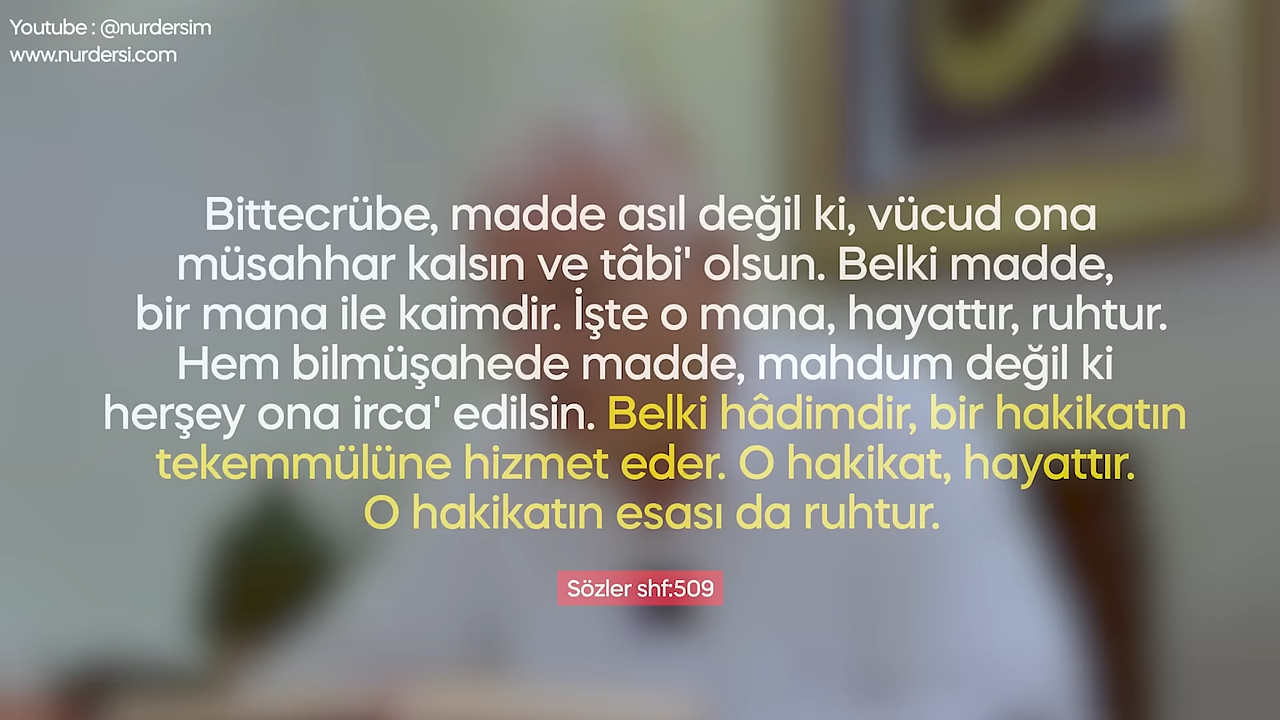 Youtube : @nurdersim
www.nurdersi.com
Bittecrübe, madde asıl değil ki, vücud ona
müsahhar kalsın ve tâbi' olsun. Belki madde,
bir mana ile kaimdir. İşte o mana, hayattır, ruhtur.
Hem bilmüşahede madde, mahdum değil ki
herşey ona irca' edilsin. Belki hâdimdir, bir hakikatın
tekemmülüne hizmet eder. O hakikat, hayattır.
O hakikatın esası da ruhtur.
Sözler shf:509